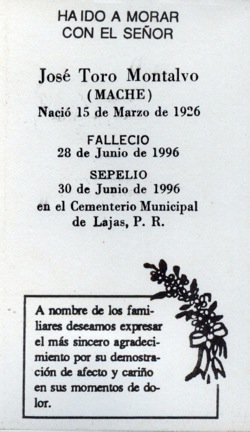 HA IDO A MORAR
CON EL SEÑOR
José Toro Montalvo
(MACHE)
Nació 15 de Marzo de 1926
FALLECIO
28 de Junio de 1996
SEPELIO
30 de Junio de 1996
en el Cementerio Municipal
de Lajas, P. R.
A nombre de los fami-
liares deseamos expresar
el más sincero agradeci-
miento por su demostra-
ción de afecto y cariño
en sus momentos de do-
lor.